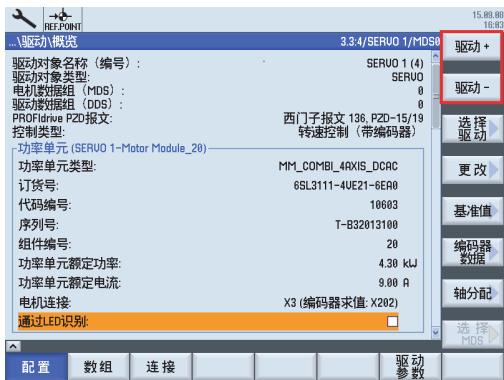 REF.POINT
15.09.08
16:03
...\驱动\概览
3.3:4/SERVO 1/MDS0
驱动 +
驱动对象名称（编号）:
SERVO 1 (4)
驱动对象类型:
SERVO
电机数据组（MDS）:
0
驱动数据组（DDS）:
0
驱动 -
PROFIdrive PZD报文:
西门子报文 136, PZD-15/19
控制类型:
转速控制（带编码器）
选择
驱动
功率单元 (SERVO 1-Motor Module_20)
功率单元类型:
MM_COMBI_4AXIS_DCAC
更改
订货号:
6SL3111-4VE21-6EA0
代码编号:
10603
基准值
序列号:
T-B32013100
组件编号:
20
编码器
数据
功率单元额定功率:
4.30 kW
功率单元额定电流:
9.00 A
轴分配
电机连接:
X3 (编码器求值: X202)
通过LED识别:
选择
MDS
配置
数组
连接
驱动
参数